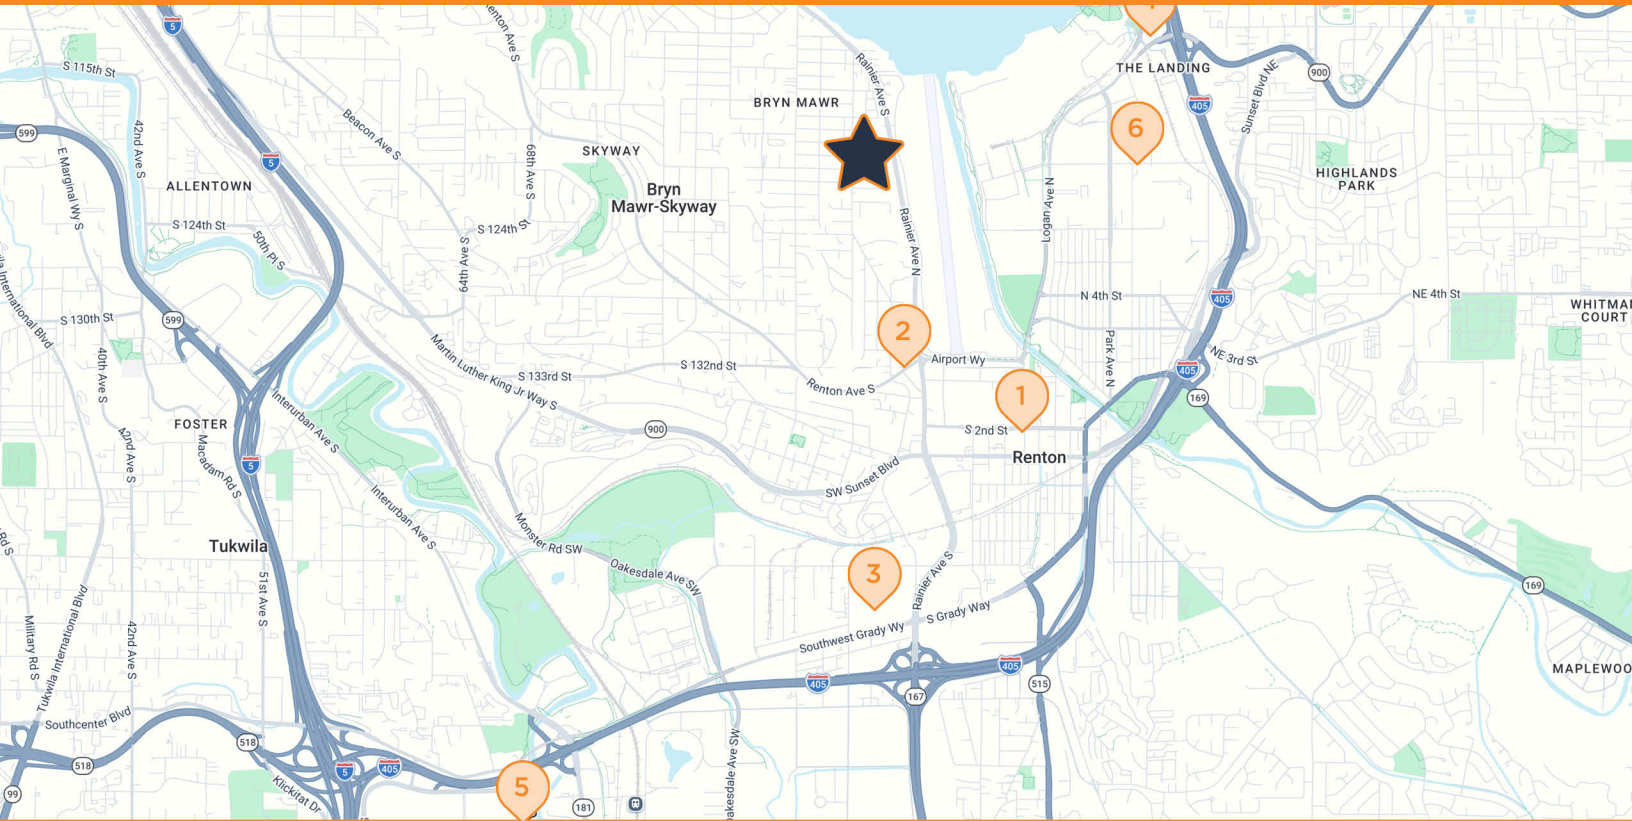 5
Renton Ave S
Rainier Ave S
THE LANDING
900
S 115th St
405
Sunset Blvd NE
BRYN MAWR
Beacon Ave S
6
599
42nd Ave S
E Marginal Wy S
5
68th Ave S
SKYWAY
HIGHLANDS
PARK
ALLENTOWN
Bryn
Mawr-Skyway
Logan Ave N
S 124th St
S 124th St
50th Pl S
64th Ave S
Rainier Ave N
N 4th St
405
NE 4th St
WHITMAN
COURT
S 130th St
599
2
Martin Luther King Jr Way S
40th Ave S
S 133rd St
S 132nd St
Airport Wy
Park Ave N
NE 3rd St
405
Renton Ave S
1
169
Interurban Ave S
FOSTER
42nd Ave S
Macadam Rd S
900
S 2nd St
Renton
5
SW Sunset Blvd
Interurban Ave S
Monster Rd SW
Tukwila
51st Ave S
Oakesdale Ave SW
3
Rainier Ave S
169
Military Rd S
Tukwila International Blvd
42nd Ave S
Southwest Grady Wy
S Grady Way
405
405
515
167
MAPLEWOO
Southcenter Blvd
518
518
5
405
Klickitat Dr
99
5
181
Oakesdale Ave SW